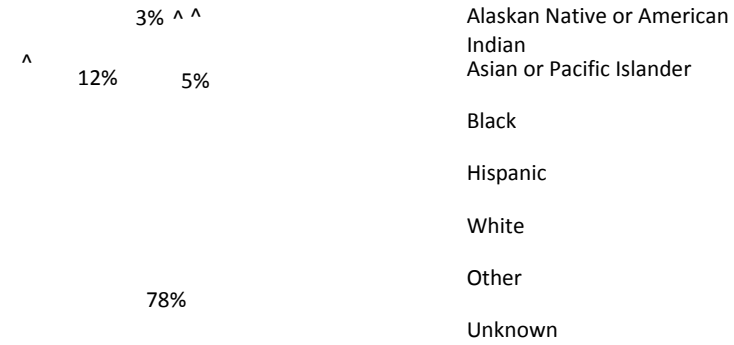 3% ^ ^
^
12%
5%
78%
Alaskan Native or American
Indian
Asian or Pacific Islander
Black
Hispanic
White
Other
Unknown